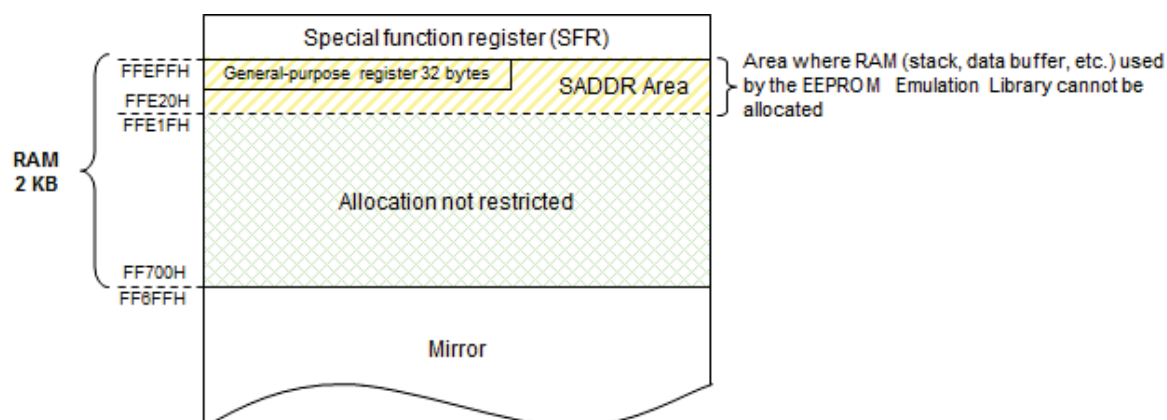 Special function register (SFR)
FFEFFH
General-purpose register 32 bytes
SADDR Area
FFE20H
FFE1FH
Area where RAM (stack, data buffer, etc.) used
by the EEPROM Emulation Library cannot be
allocated
RAM
2 KB
Allocation not restricted
FF700H
FF6FFH
Mirror